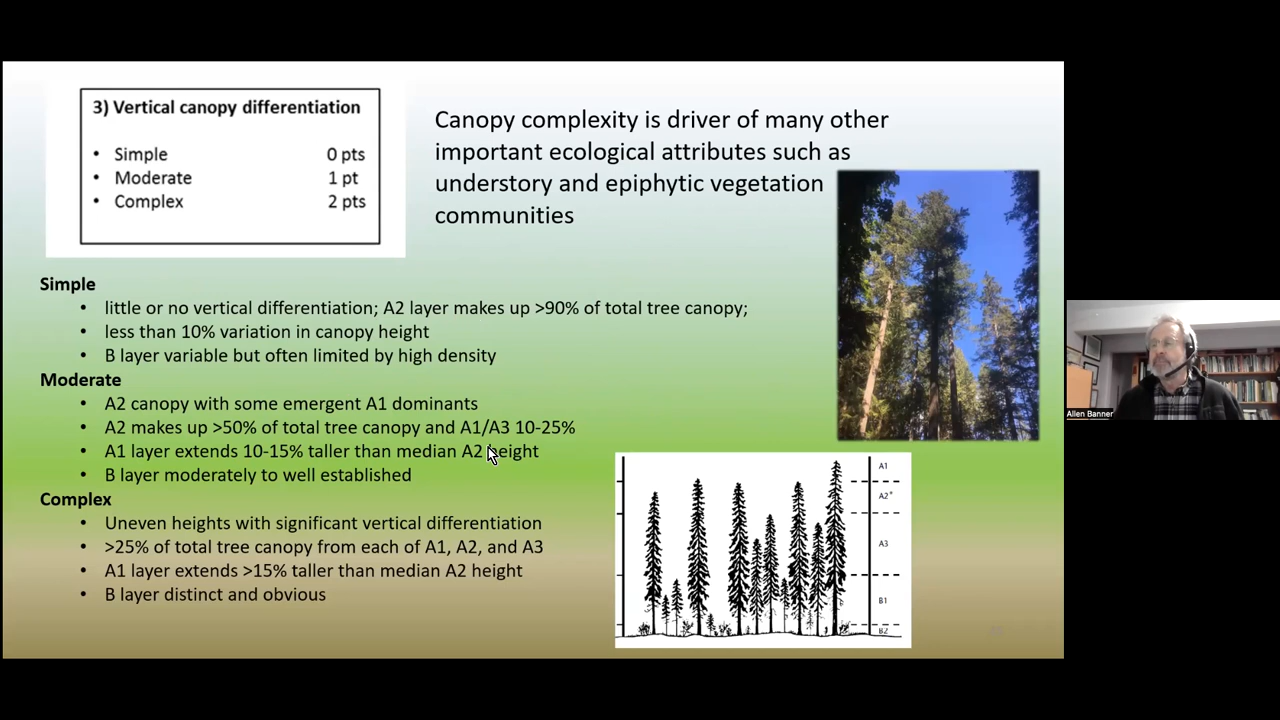 3) Vertical canopy differentiation
• Simple 0 pts
• Moderate 1 pt
• Complex 2 pts
Canopy complexity is driver of many other
important ecological attributes such as
understory and epiphytic vegetation
communities
Simple
• little or no vertical differentiation; A2 layer makes up >90% of total tree canopy;
• less than 10% variation in canopy height
• B layer variable but often limited by high density
Moderate
• A2 canopy with some emergent A1 dominants
• A2 makes up >50% of total tree canopy and A1/A3 10-25%
• A1 layer extends 10-15% taller than median A2 height
• B layer moderately to well established
Complex
• Uneven heights with significant vertical differentiation
• >25% of total tree canopy from each of A1, A2, and A3
• A1 layer extends >15% taller than median A2 height
• B layer distinct and obvious
A1
A2*
A3
B1
B2
Allen Banner